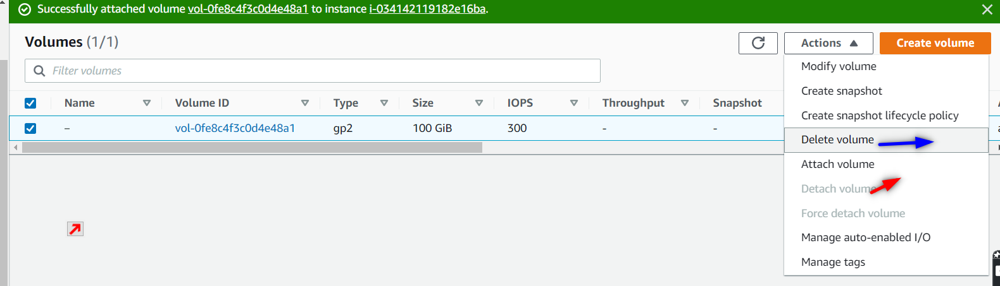 Successfully attached volume vol-0fe8c4f3c0d4e48a1 to instance i-034142119182e16ba.
Volumes (1/1)
Actions
Create volume
Filter volumes
Name Volume ID Type Size IOPS Throughput Snapshot
– vol-0fe8c4f3c0d4e48a1 gp2 100 GiB 300 - -
Modify volume
Create snapshot
Create snapshot lifecycle policy
Delete volume
Attach volume
Detach volume
Force detach volume
Manage auto-enabled I/O
Manage tags